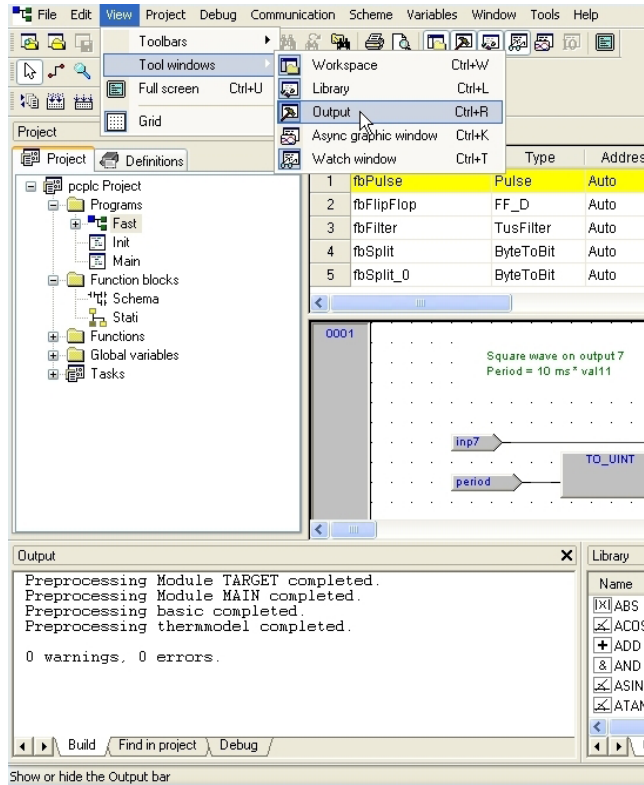 File Edit View Project Debug Communication Scheme Variables Window Tools Help
Toolbars
Tool windows
Full screen Ctrl+U
Grid
Workspace Ctrl+W
Library Ctrl+L
Output Ctrl+R
Async graphic window Ctrl+K
Watch window Ctrl+T
Project
Project Definitions
pcplc Project
Programs
Fast
Init
Main
Function blocks
Schema
Stati
Functions
Global variables
Tasks
Type Addres
1 fbPulse Pulse Auto
2 fbFlipFlop FF_D Auto
3 fbFilter TusFilter Auto
4 fbSplit ByteToBit Auto
5 fbSplit_0 ByteToBit Auto
0001
Square wave on output 7
Period = 10 ms* val11
inp7
TO_UINT
period
Output
Preprocessing Module TARGET completed.
Preprocessing Module MAIN completed.
Preprocessing basic completed.
Preprocessing thermmodel completed.
0 warnings, 0 errors.
Build Find in project Debug
Library
Name
ABS
ACOS
ADD
& AND
ASIN
ATAN
Show or hide the Output bar